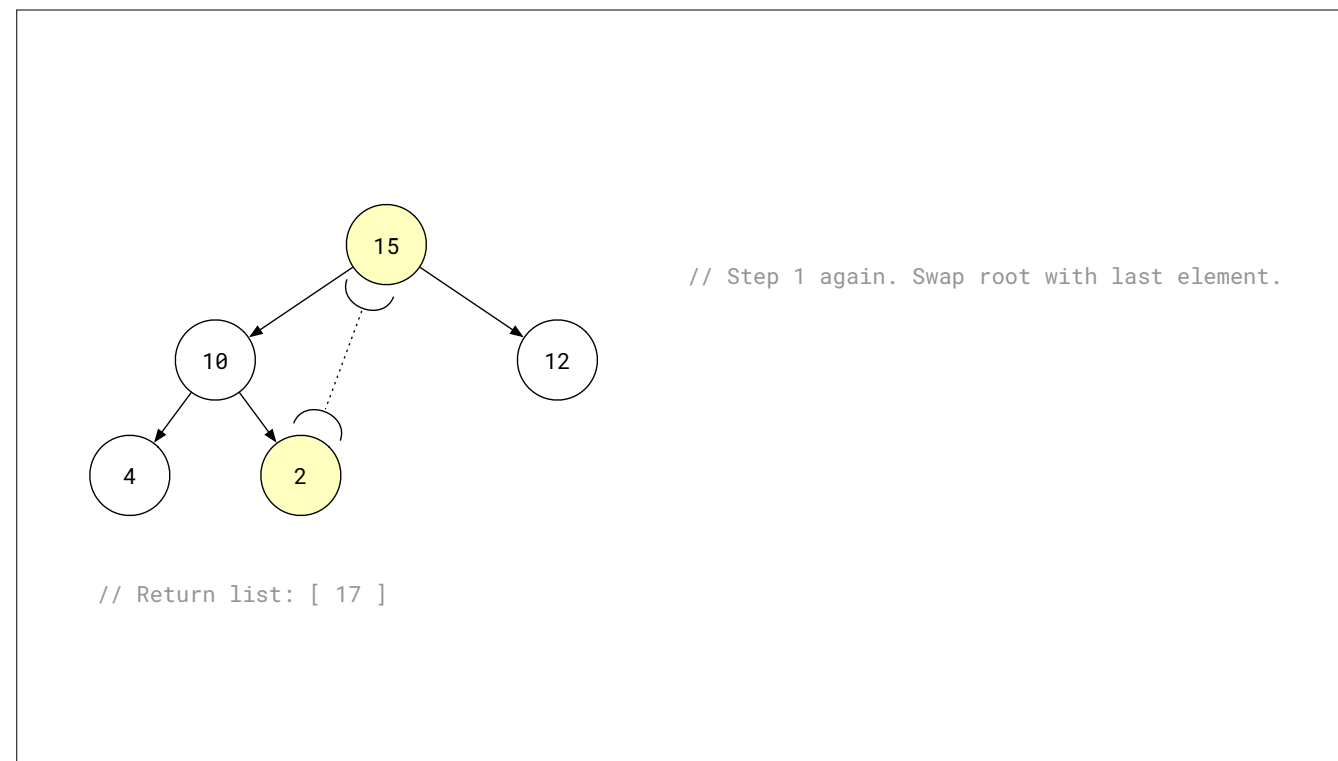 15
// Step 1 again. Swap root with last element.
10
12
4
2
// Return list: [ 17 ]